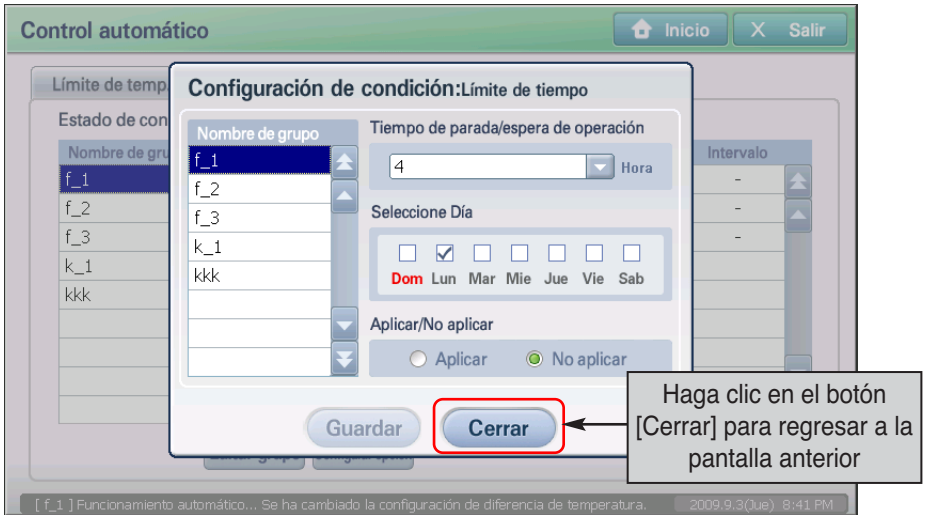 Control automático
Inicio
X Salir
Límite de temp
Estado de con
Nombre de gru
Intervalo
f_1
-
f_2
-
f_3
-
k_1
kkk
Configuración de condición:Límite de tiempo
Nombre de grupo
f_1
f_2
f_3
k_1
kkk
Tiempo de parada/espera de operación
4
Hora
Seleccione Día
Dom Lun Mar Mie Jue Vie Sab
Aplicar/No aplicar
Aplicar
No aplicar
Guardar
Cerrar
Haga clic en el botón
[Cerrar] para regresar a la
pantalla anterior
[ f_1 ] Funcionamiento automático... Se ha cambiado la configuración de diferencia de temperatura.
2009.9.3(Jue) 8:41 PM